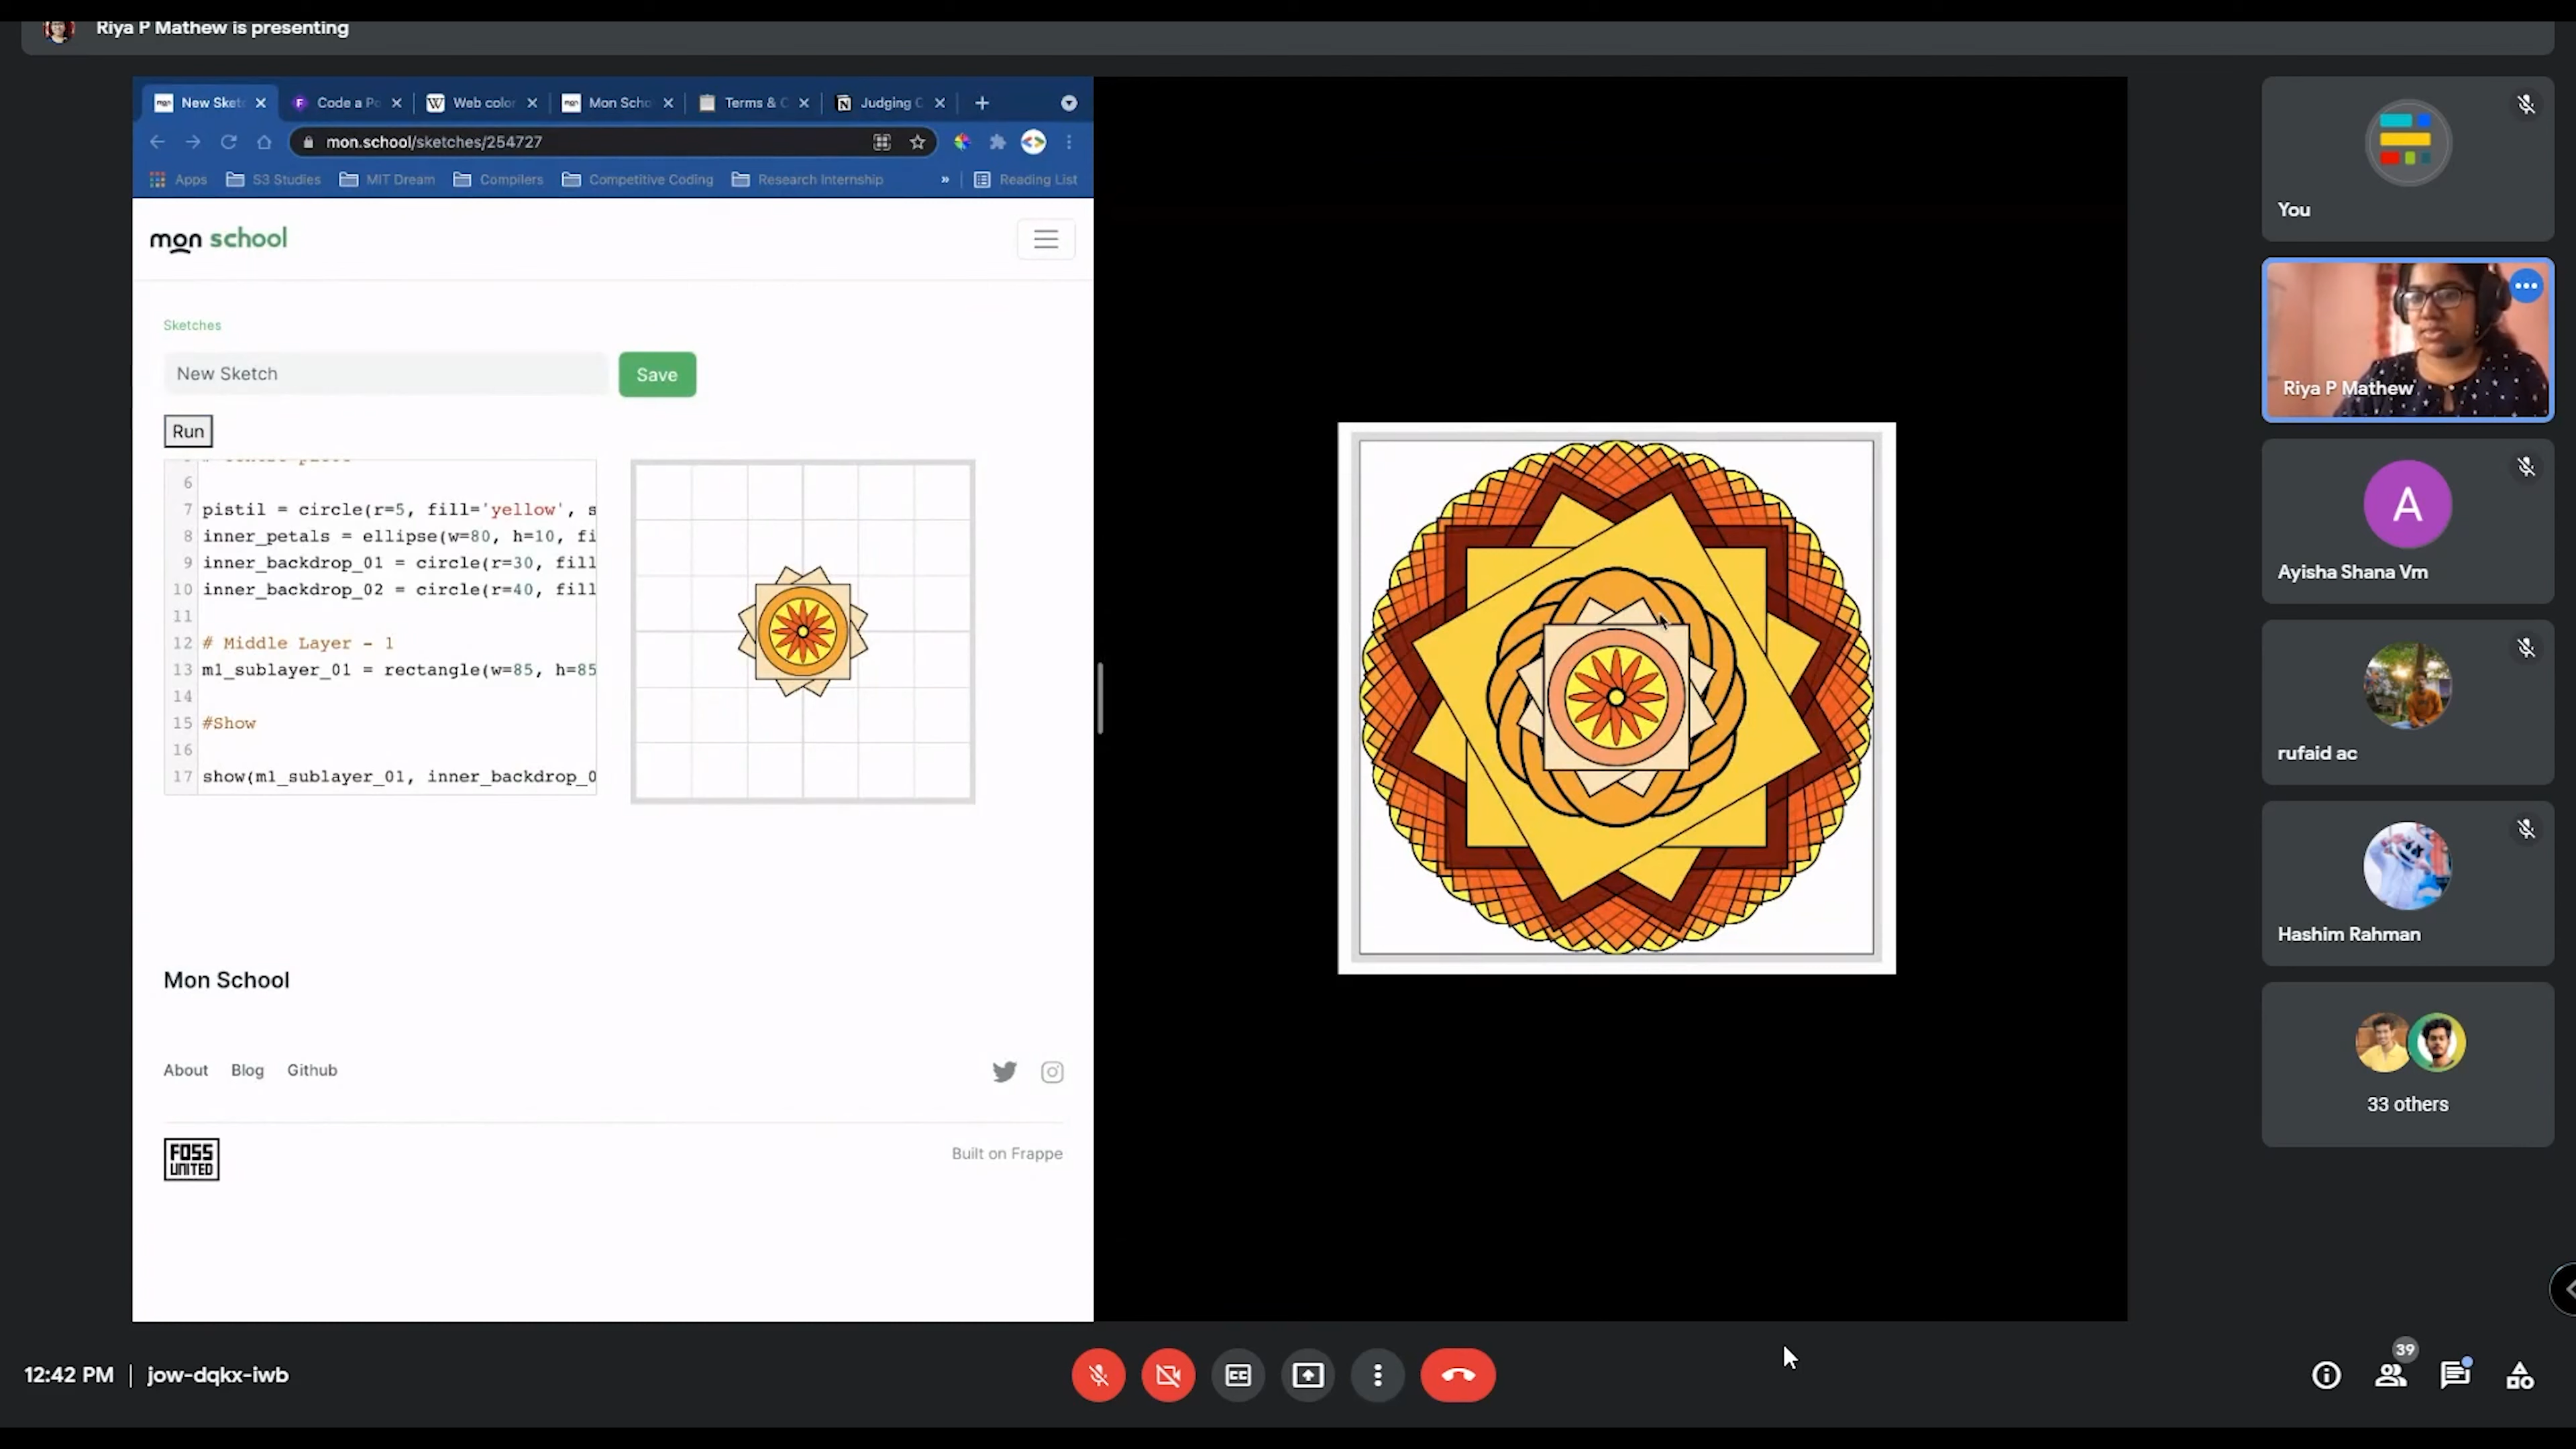 Riya P Mathew is presenting
New Sket
Code a Po
Web color
Mon Scho
Terms & C
Judging C
mon.school/sketches/254727
Apps
S3 Studies
MIT Dream
Compilers
Competitive Coding
Research Internship
»
Reading List
mon school
Sketches
New Sketch
Save
Run
6
7 pistil = circle(r=5, fill='yellow', s
8 inner_petals = ellipse(w=80, h=10, fi
9 inner_backdrop_01 = circle(r=30, fill
10 inner_backdrop_02 = circle(r=40, fill
11
12 # Middle Layer - 1
13 m1_sublayer_01 = rectangle(w=85, h=85
14
15 #Show
16
17 show(m1_sublayer_01, inner_backdrop_0
Mon School
About Blog Github
FOSS
UNITED
Built on Frappe
You
Riya P Mathew
A
Ayisha Shana Vm
rufaid ac
Hashim Rahman
33 others
12:42 PM | jow-dqkx-iwb
CC
39